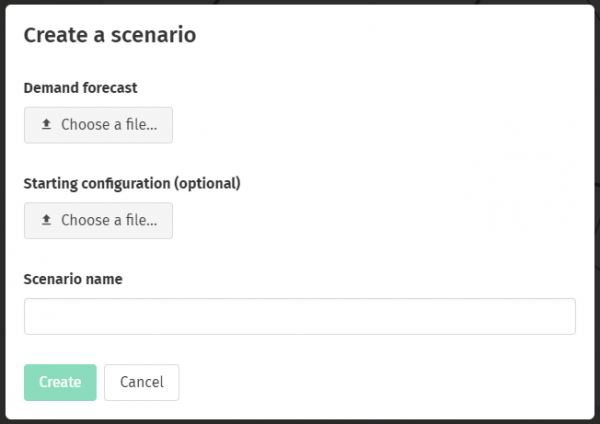 Create a scenario
Demand forecast
Choose a file...
Starting configuration (optional)
Choose a file...
Scenario name
Create Cancel